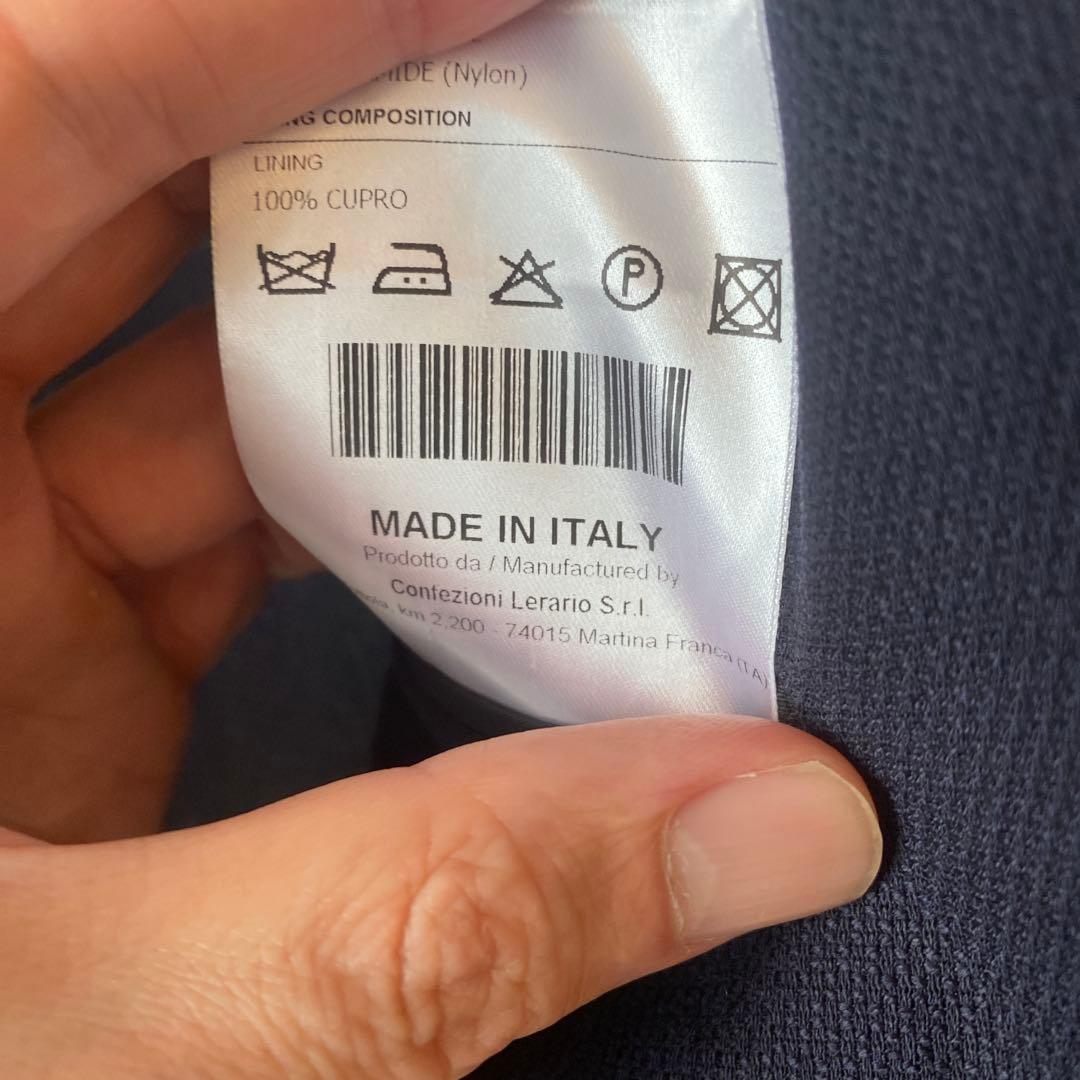 (Nylon)
COMPOSITION
LINING
100% CUPRO
P
MADE IN ITALY
Prodotto da / Manufactured by
Confezioni Lerario S.r.l.
km 2,200 - 74015 Martina Franca (TA)